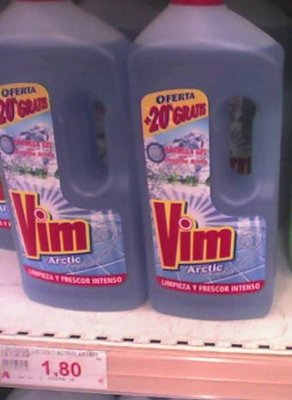 OFERTA
20% GRATIS
Vim
Arctic
LIMPIEZA Y FRESCOR INTENSO
OFERTA
+20% GRATIS
Vim
Arctic
LIMPIEZA Y FRESCOR INTENSO
1,80